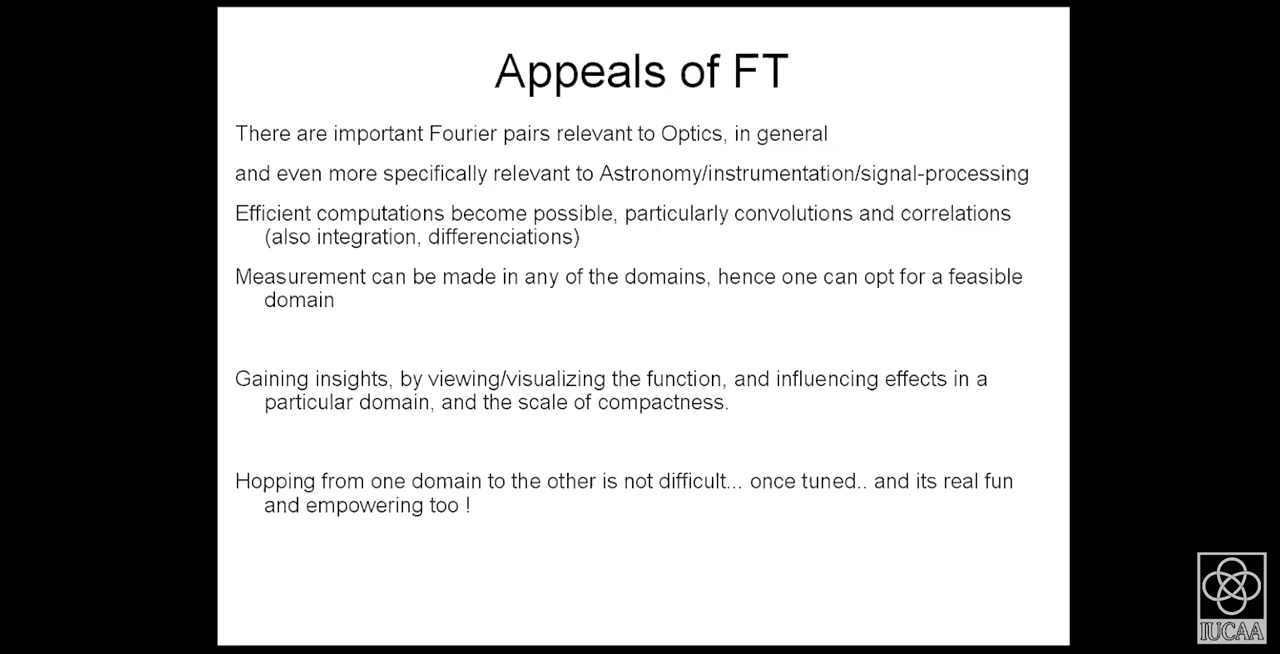 Appeals of FT
There are important Fourier pairs relevant to Optics, in general
and even more specifically relevant to Astronomy/instrumentation/signal-processing
Efficient computations become possible, particularly convolutions and correlations
(also integration, differenciations)
Measurement can be made in any of the domains, hence one can opt for a feasible
domain
Gaining insights, by viewing/visualizing the function, and influencing effects in a
particular domain, and the scale of compactness.
Hopping from one domain to the other is not difficult... once tuned.. and its real fun
and empowering too !
IUCAA